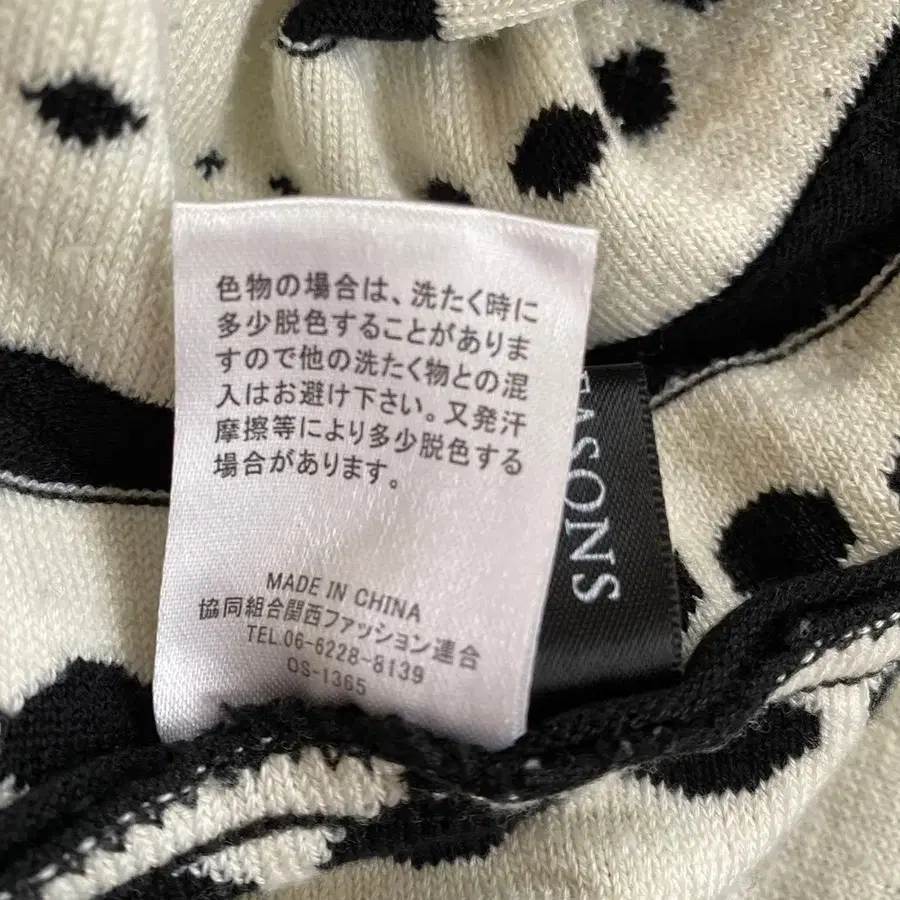 色物の場合は、洗たく時に
多少脱色することがありま
すので他の洗たく物との混
入はお避け下さい。又発汗
摩擦等により多少脱色する
場合があります。
MADE IN CHINA
協同組合関西ファッション連合
TEL.06-6228-8139
OS-1365
EASONS